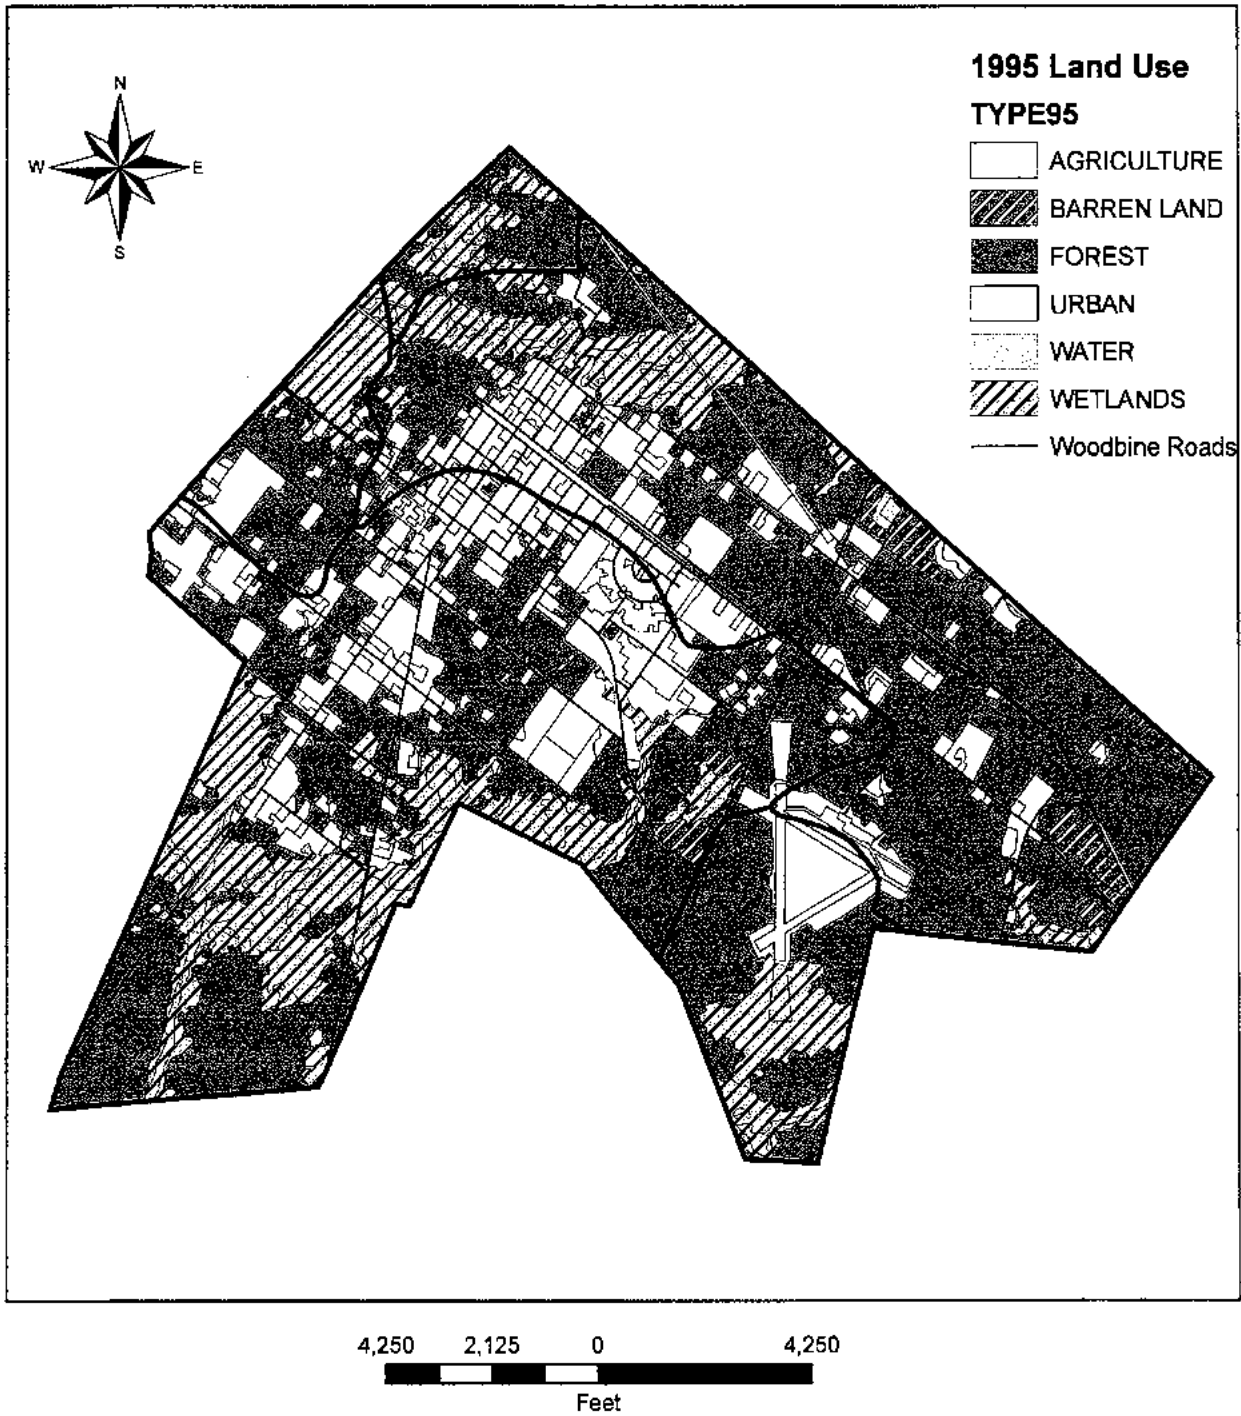 1995 Land Use
TYPE95
AGRICULTURE
BARREN LAND
FOREST
URBAN
WATER
WETLANDS
Woodbine Roads
N
W
E
S
4,250
2,125
0
4,250
Feet